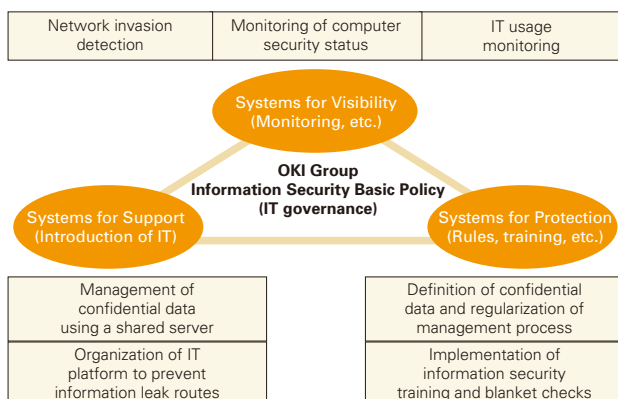 Network invasion
detection
Monitoring of computer
security status
IT usage
monitoring
Systems for Visibility
(Monitoring, etc.)
OKI Group
Information Security Basic Policy
(IT governance)
Systems for Support
(Introduction of IT)
Systems for Protection
(Rules, training, etc.)
Management of
confidential data
using a shared server
Definition of confidential
data and regularization of
management process
Organization of IT
platform to prevent
information leak routes
Implementation of
information security
training and blanket checks